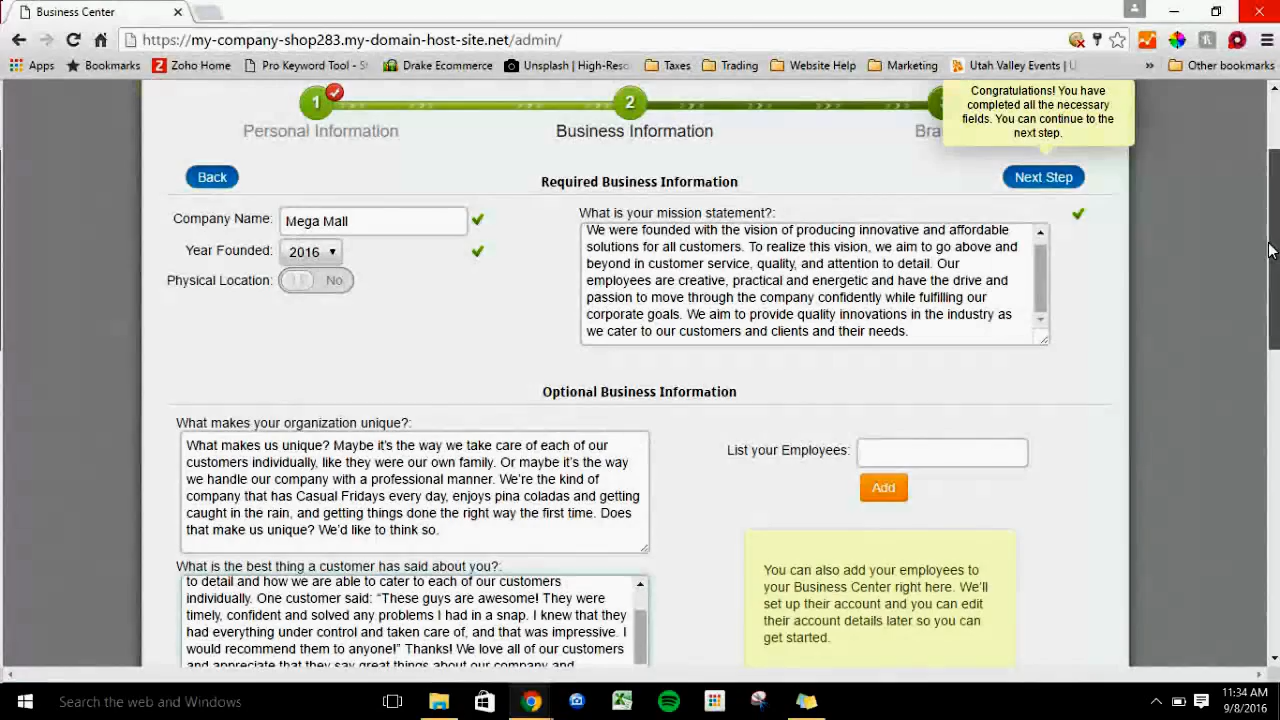 Business Center
https://my-company-shop283.my-domain-host-site.net/admin/
Apps Bookmarks Zoho Home Pro Keyword Tool - Drake Ecommerce Unsplash | High-Reso Taxes Trading Website Help Marketing Utah Valley Events | U » Other bookmarks
Congratulations! You have
completed all the necessary
fields. You can continue to the
next step.
1 2
Personal Information Business Information Bra
Back Required Business Information Next Step
Company Name: Mega Mall
Year Founded: 2016
Physical Location: No
What is your mission statement?:
We were founded with the vision of producing innovative and affordable
solutions for all customers. To realize this vision, we aim to go above and
beyond in customer service, quality, and attention to detail. Our
employees are creative, practical and energetic and have the drive and
passion to move through the company confidently while fulfilling our
corporate goals. We aim to provide quality innovations in the industry as
we cater to our customers and clients and their needs.
Optional Business Information
What makes your organization unique?:
What makes us unique? Maybe it's the way we take care of each of our
customers individually, like they were our own family. Or maybe it's the way
we handle our company with a professional manner. We're the kind of
company that has Casual Fridays every day, enjoys pina coladas and getting
caught in the rain, and getting things done the right way the first time. Does
that make us unique? We'd like to think so.
What is the best thing a customer has said about you?:
to detail and how we are able to cater to each of our customers
individually. One customer said: “These guys are awesome! They were
timely, confident and solved any problems I had in a snap. I knew that they
had everything under control and taken care of, and that was impressive. I
would recommend them to anyone!” Thanks! We love all of our customers
and appreciate that they say great things about our company and
List your Employees:
Add
You can also add your employees to
your Business Center right here. We'll
set up their account and you can edit
their account details later so you can
get started.
Search the web and Windows
11:34 AM
9/8/2016